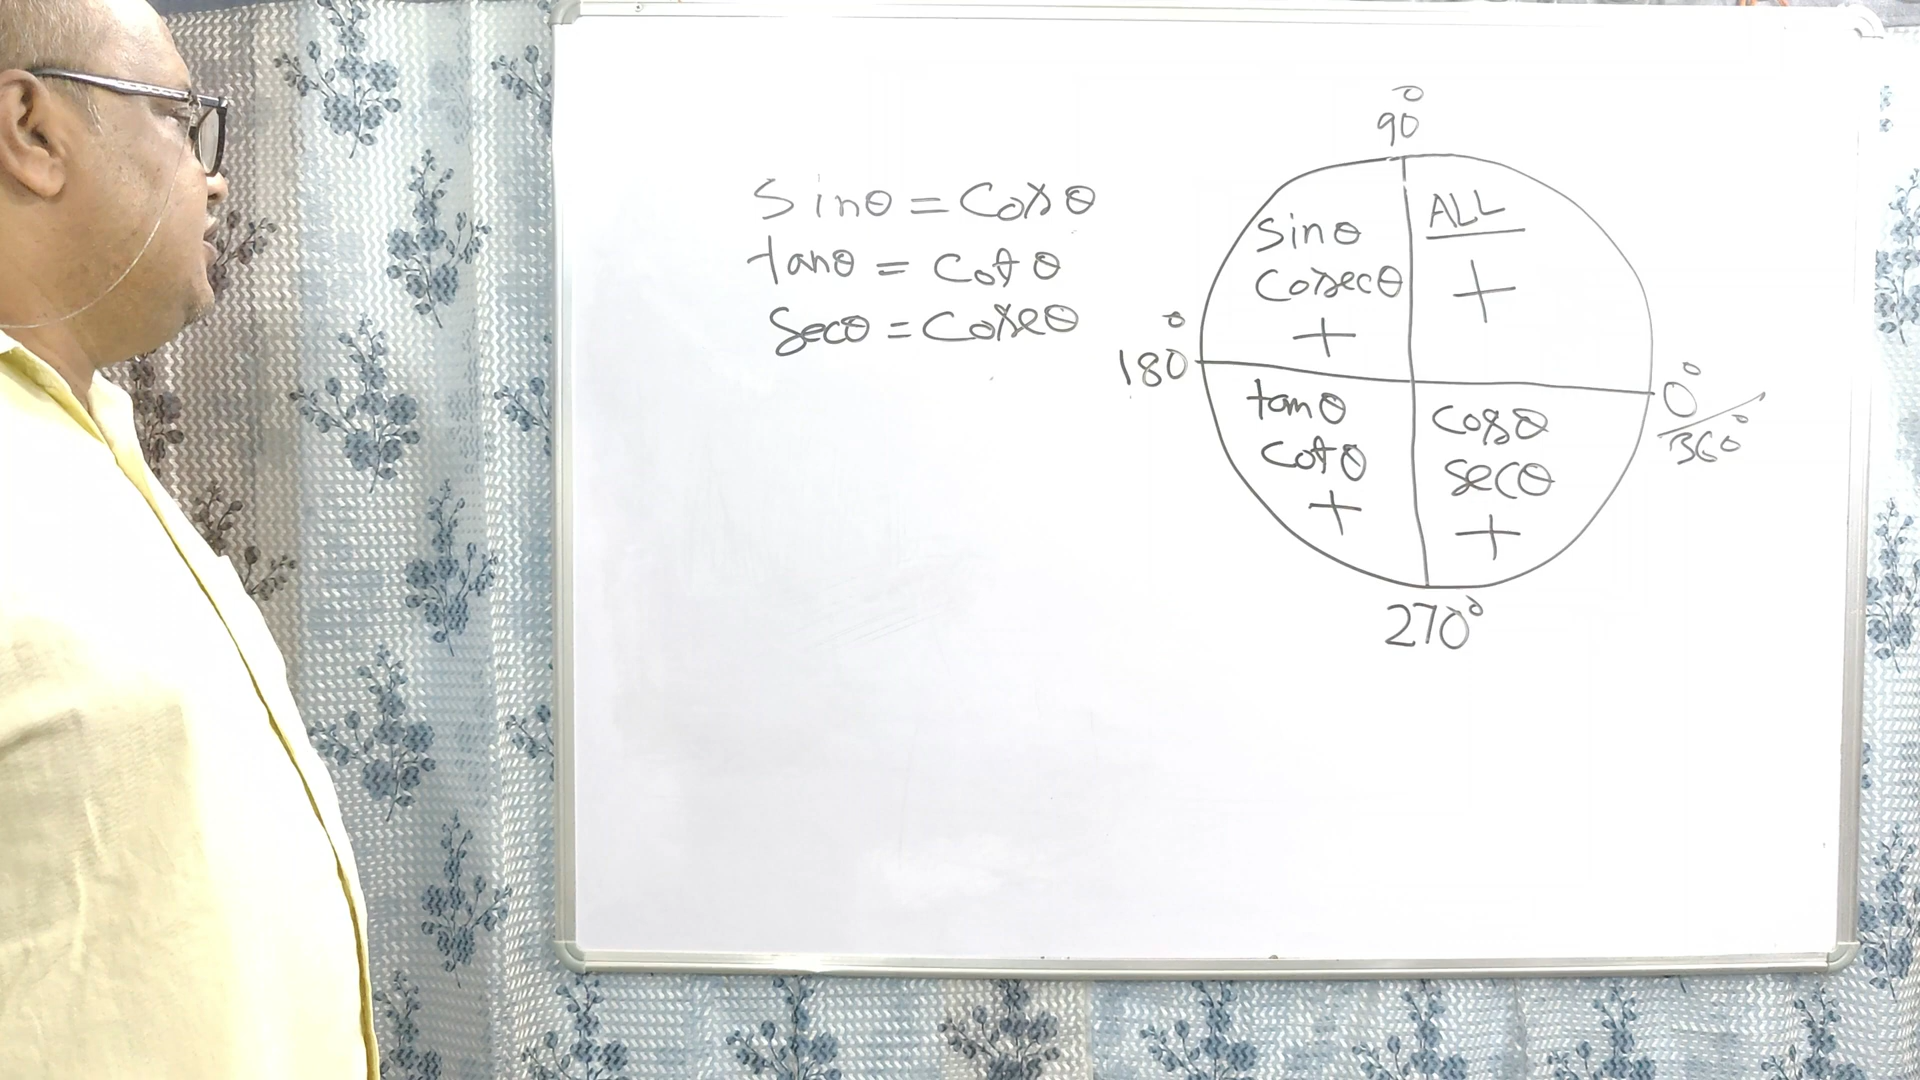 sinθ = Cosθ
tanθ = Cotθ
Secθ = Cosecθ
90°
sinθ
Cosecθ
+
ALL
+
180°
0°/360°
tanθ
Cotθ
+
Cosθ
Secθ
+
270°